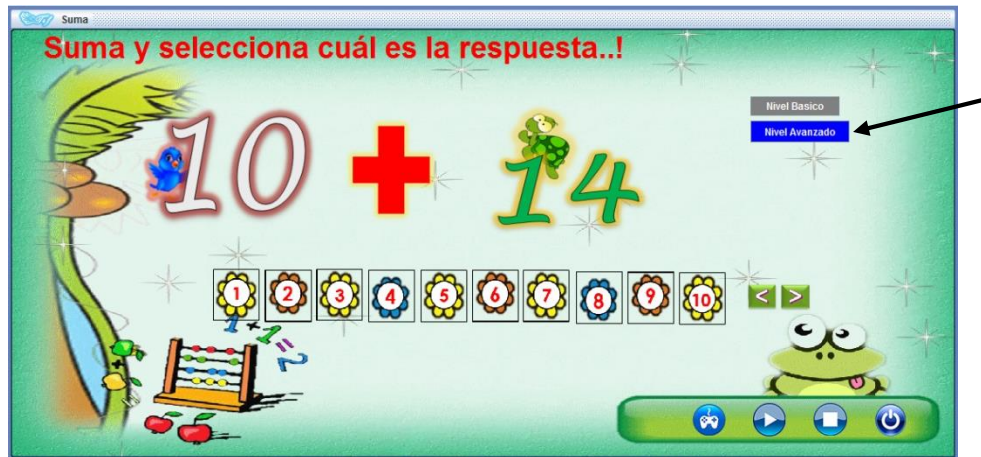 Suma
Suma y selecciona cuál es la respuesta..!
Nivel Basico
Nivel Avanzado
10 + 14
1 2 3 4 5 6 7 8 9 10 < >
1+1=2